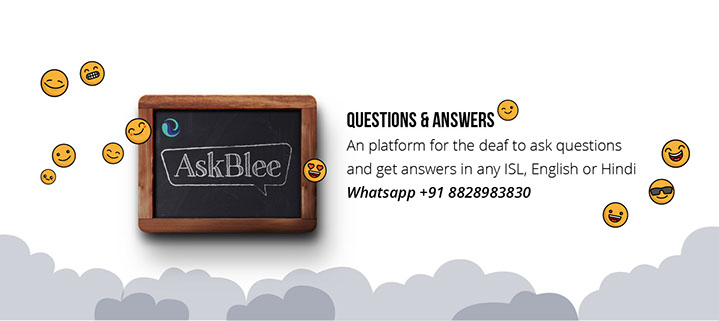 AskBlee
QUESTIONS & ANSWERS
An platform for the deaf to ask questions
and get answers in any ISL, English or Hindi
Whatsapp +91 8828983830